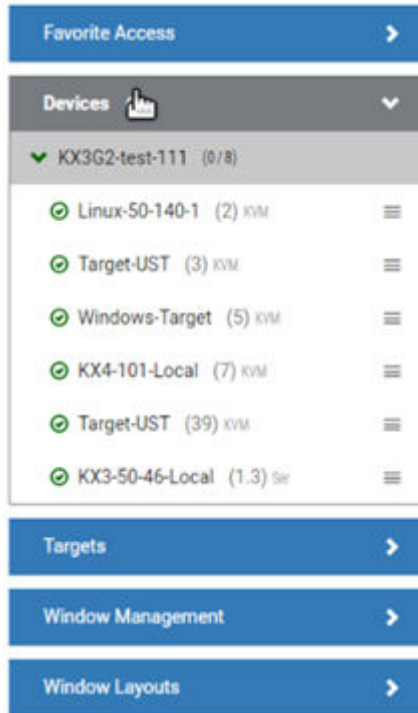 Favorite Access
Devices
KX3G2-test-111 (0/8)
Linux-50-140-1 (2) KVM
Target-UST (3) KVM
Windows-Target (5) KVM
KX4-101-Local (7) KVM
Target-UST (39) KVM
KX3-50-46-Local (1.3) Ser
Targets
Window Management
Window Layouts